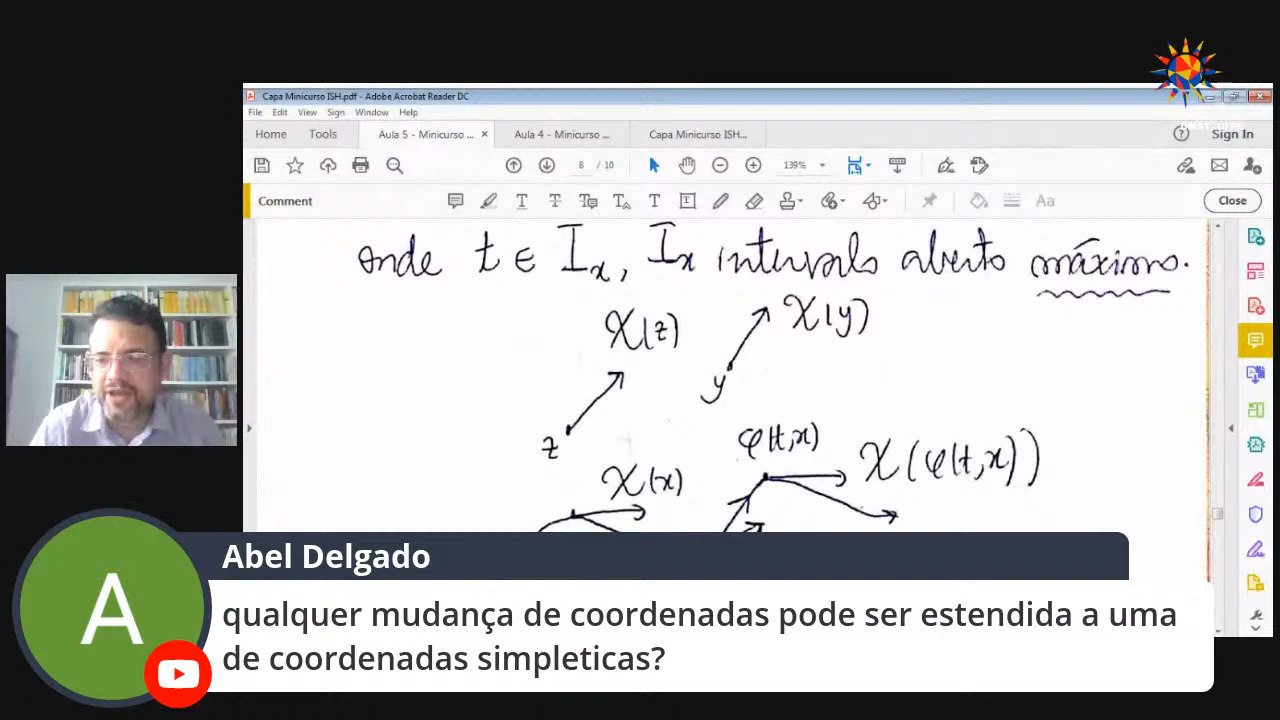 Capa Minicurso ISH.pdf - Adobe Acrobat Reader DC
File Edit View Sign Window Help
Home Tools Aula 5 - Minicurso ... × Aula 4 - Minicurso ... Capa Minicurso ISH... Sign In
8 / 10 139%
Comment Close
onde t ∈ Iₓ, Iₓ intervalo aberto máximo.
X(z) X(y)
y
z φ(t,x)
X(x) X(φ(t,x))
Abel Delgado
A
qualquer mudança de coordenadas pode ser estendida a uma
de coordenadas simpleticas?